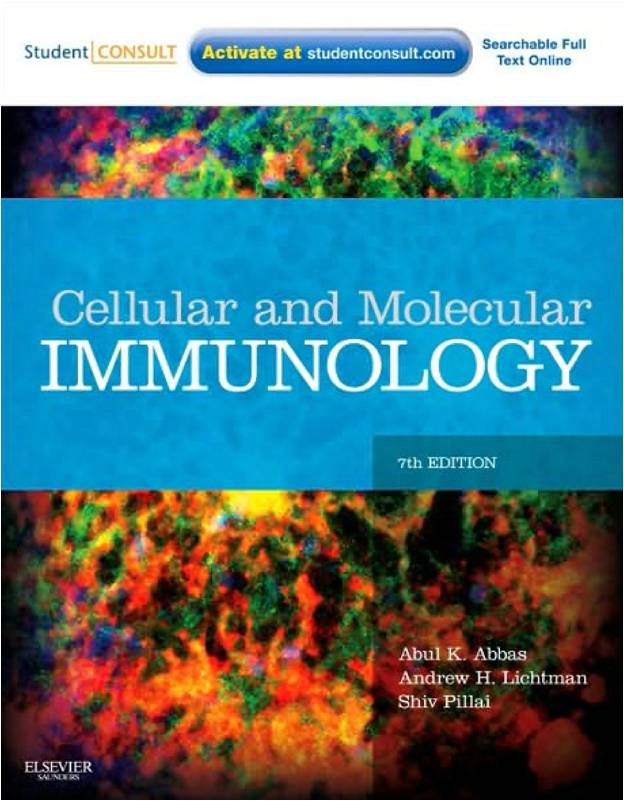 Student CONSULT
Activate at studentconsult.com
Searchable Full
Text Online
Cellular and Molecular
IMMUNOLOGY
7th EDITION
Abul K. Abbas
Andrew H. Lichtman
Shiv Pillai
ELSEVIER
SAUNDERS